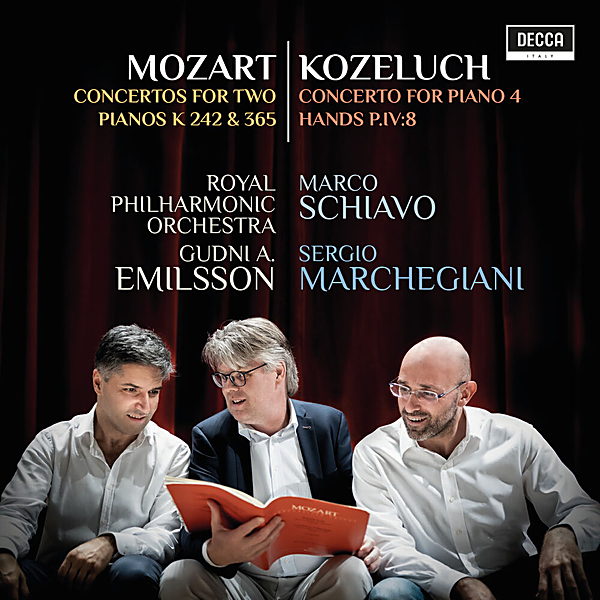 DECCA
ITALY
MOZART
CONCERTOS FOR TWO
PIANOS K 242 & 365
KOZELUCH
CONCERTO FOR PIANO 4
HANDS P.IV:8
ROYAL
PHILHARMONIC
ORCHESTRA
GUDNI A.
EMILSSON
MARCO
SCHIAVO
SERGIO
MARCHEGIANI
MOZART